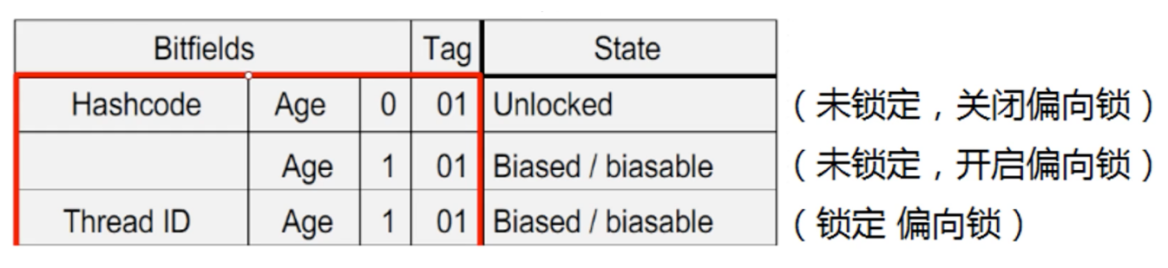 Bitfields Tag State
Hashcode Age 0 01 Unlocked （未锁定，关闭偏向锁）
Age 1 01 Biased / biasable （未锁定，开启偏向锁）
Thread ID Age 1 01 Biased / biasable （锁定 偏向锁）